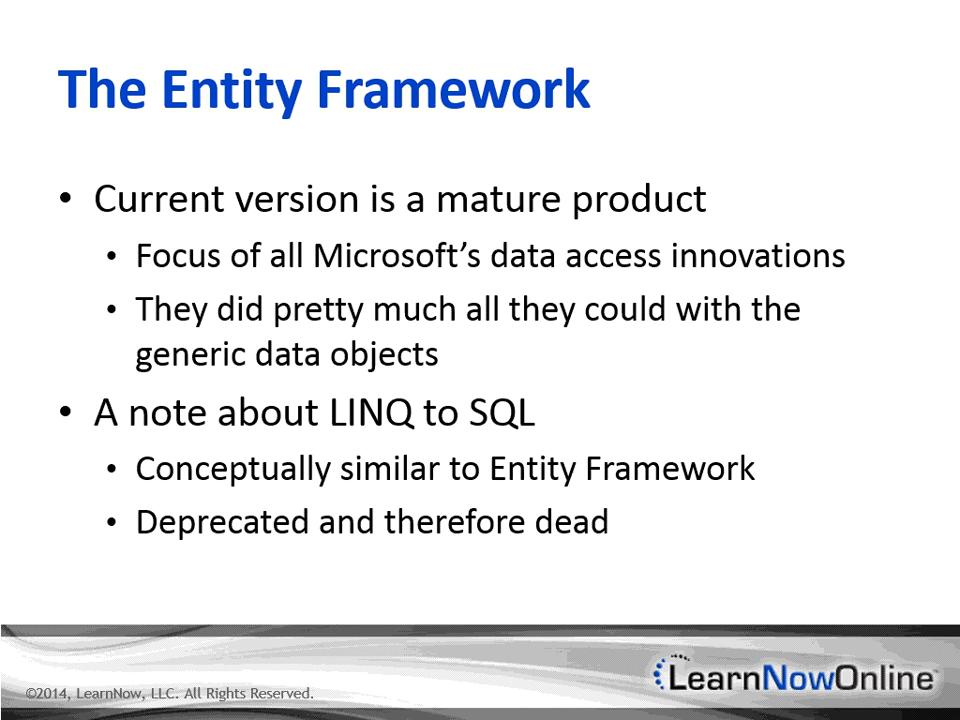 The Entity Framework
• Current version is a mature product
• Focus of all Microsoft’s data access innovations
• They did pretty much all they could with the
generic data objects
• A note about LINQ to SQL
• Conceptually similar to Entity Framework
• Deprecated and therefore dead
©2014, LearnNow, LLC. All Rights Reserved.
LearnNowOnline